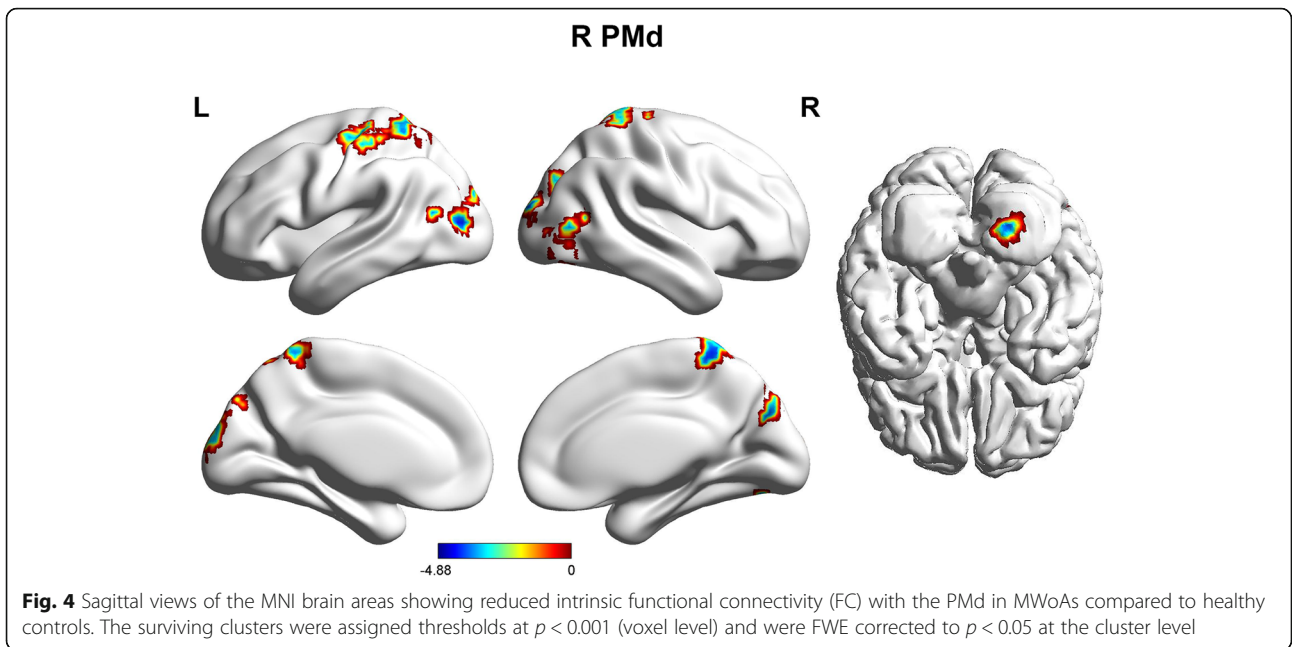 R PMd
L
R
-4.88
0
Fig. 4 Sagittal views of the MNI brain areas showing reduced intrinsic functional connectivity (FC) with the PMd in MWoAs compared to healthy
controls. The surviving clusters were assigned thresholds at p < 0.001 (voxel level) and were FWE corrected to p < 0.05 at the cluster level